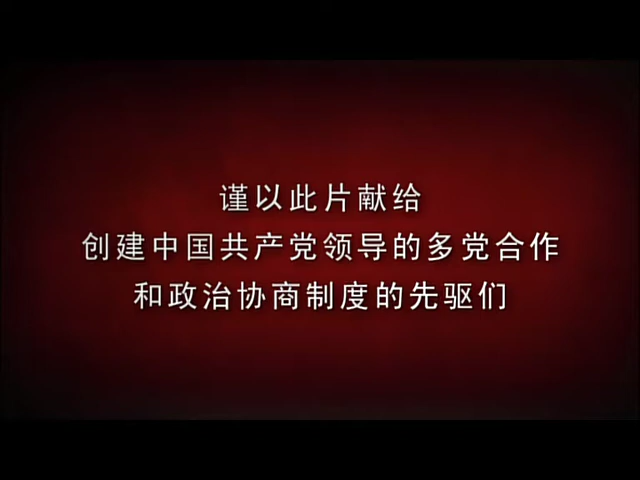 谨以此片献给
创建中国共产党领导的多党合作
和政治协商制度的先驱们